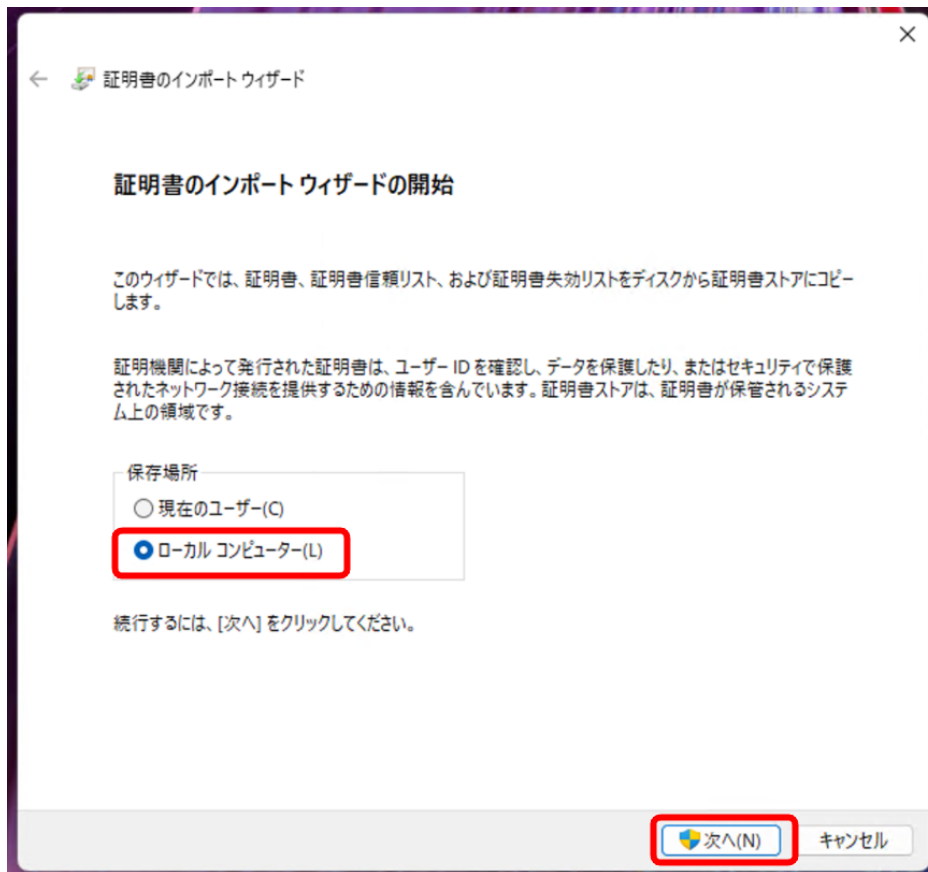 証明書のインポート ウィザード
証明書のインポート ウィザードの開始
このウィザードでは、証明書、証明書信頼リスト、および証明書失効リストをディスクから証明書ストアにコピー
します。
証明機関によって発行された証明書は、ユーザー ID を確認し、データを保護したり、またはセキュリティで保護
されたネットワーク接続を提供するための情報を含んでいます。証明書ストアは、証明書が保管されるシステ
ム上の領域です。
保存場所
現在のユーザー(C)
ローカル コンピューター(L)
続行するには、[次へ] をクリックしてください。
次へ(N)
キャンセル